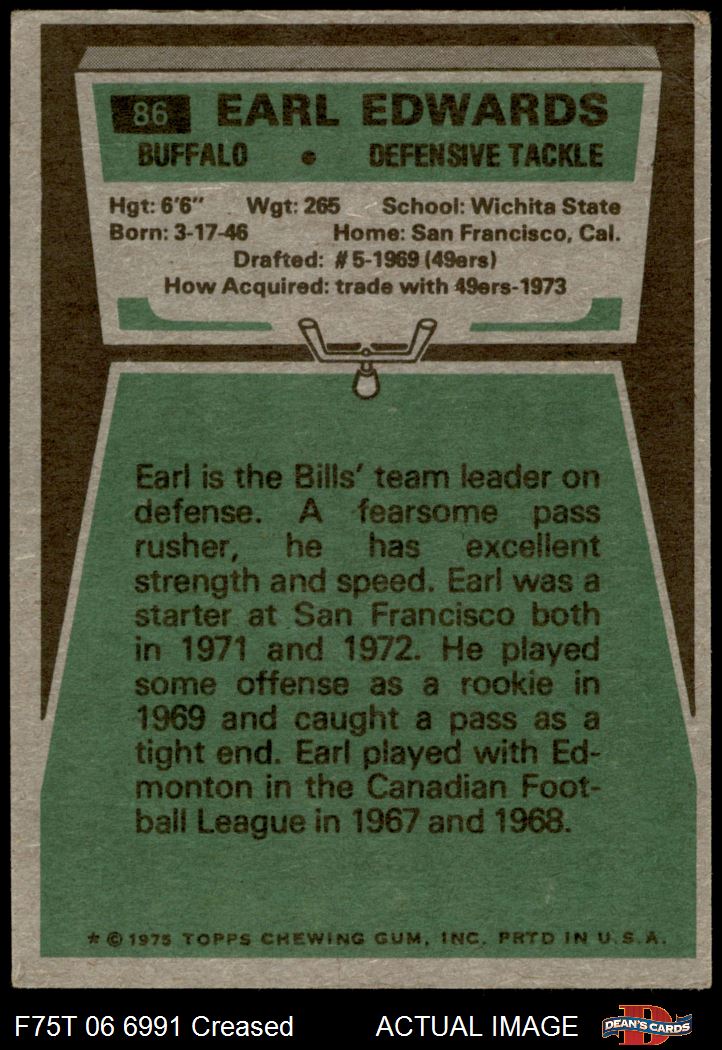 86 EARL EDWARDS
BUFFALO • DEFENSIVE TACKLE
Hgt: 6'6" Wgt: 265 School: Wichita State
Born: 3-17-46 Home: San Francisco, Cal.
Drafted: #5-1969 (49ers)
How Acquired: trade with 49ers-1973
Earl is the Bills' team leader on
defense. A fearsome pass
rusher, he has excellent
strength and speed. Earl was a
starter at San Francisco both
in 1971 and 1972. He played
some offense as a rookie in
1969 and caught a pass as a
tight end. Earl played with Ed-
monton in the Canadian Foot-
ball League in 1967 and 1968.
* © 1975 TOPPS CHEWING GUM, INC. PRTD IN U.S.A.
F75T 06 6991 Creased ACTUAL IMAGE D DEAN'S CARDS